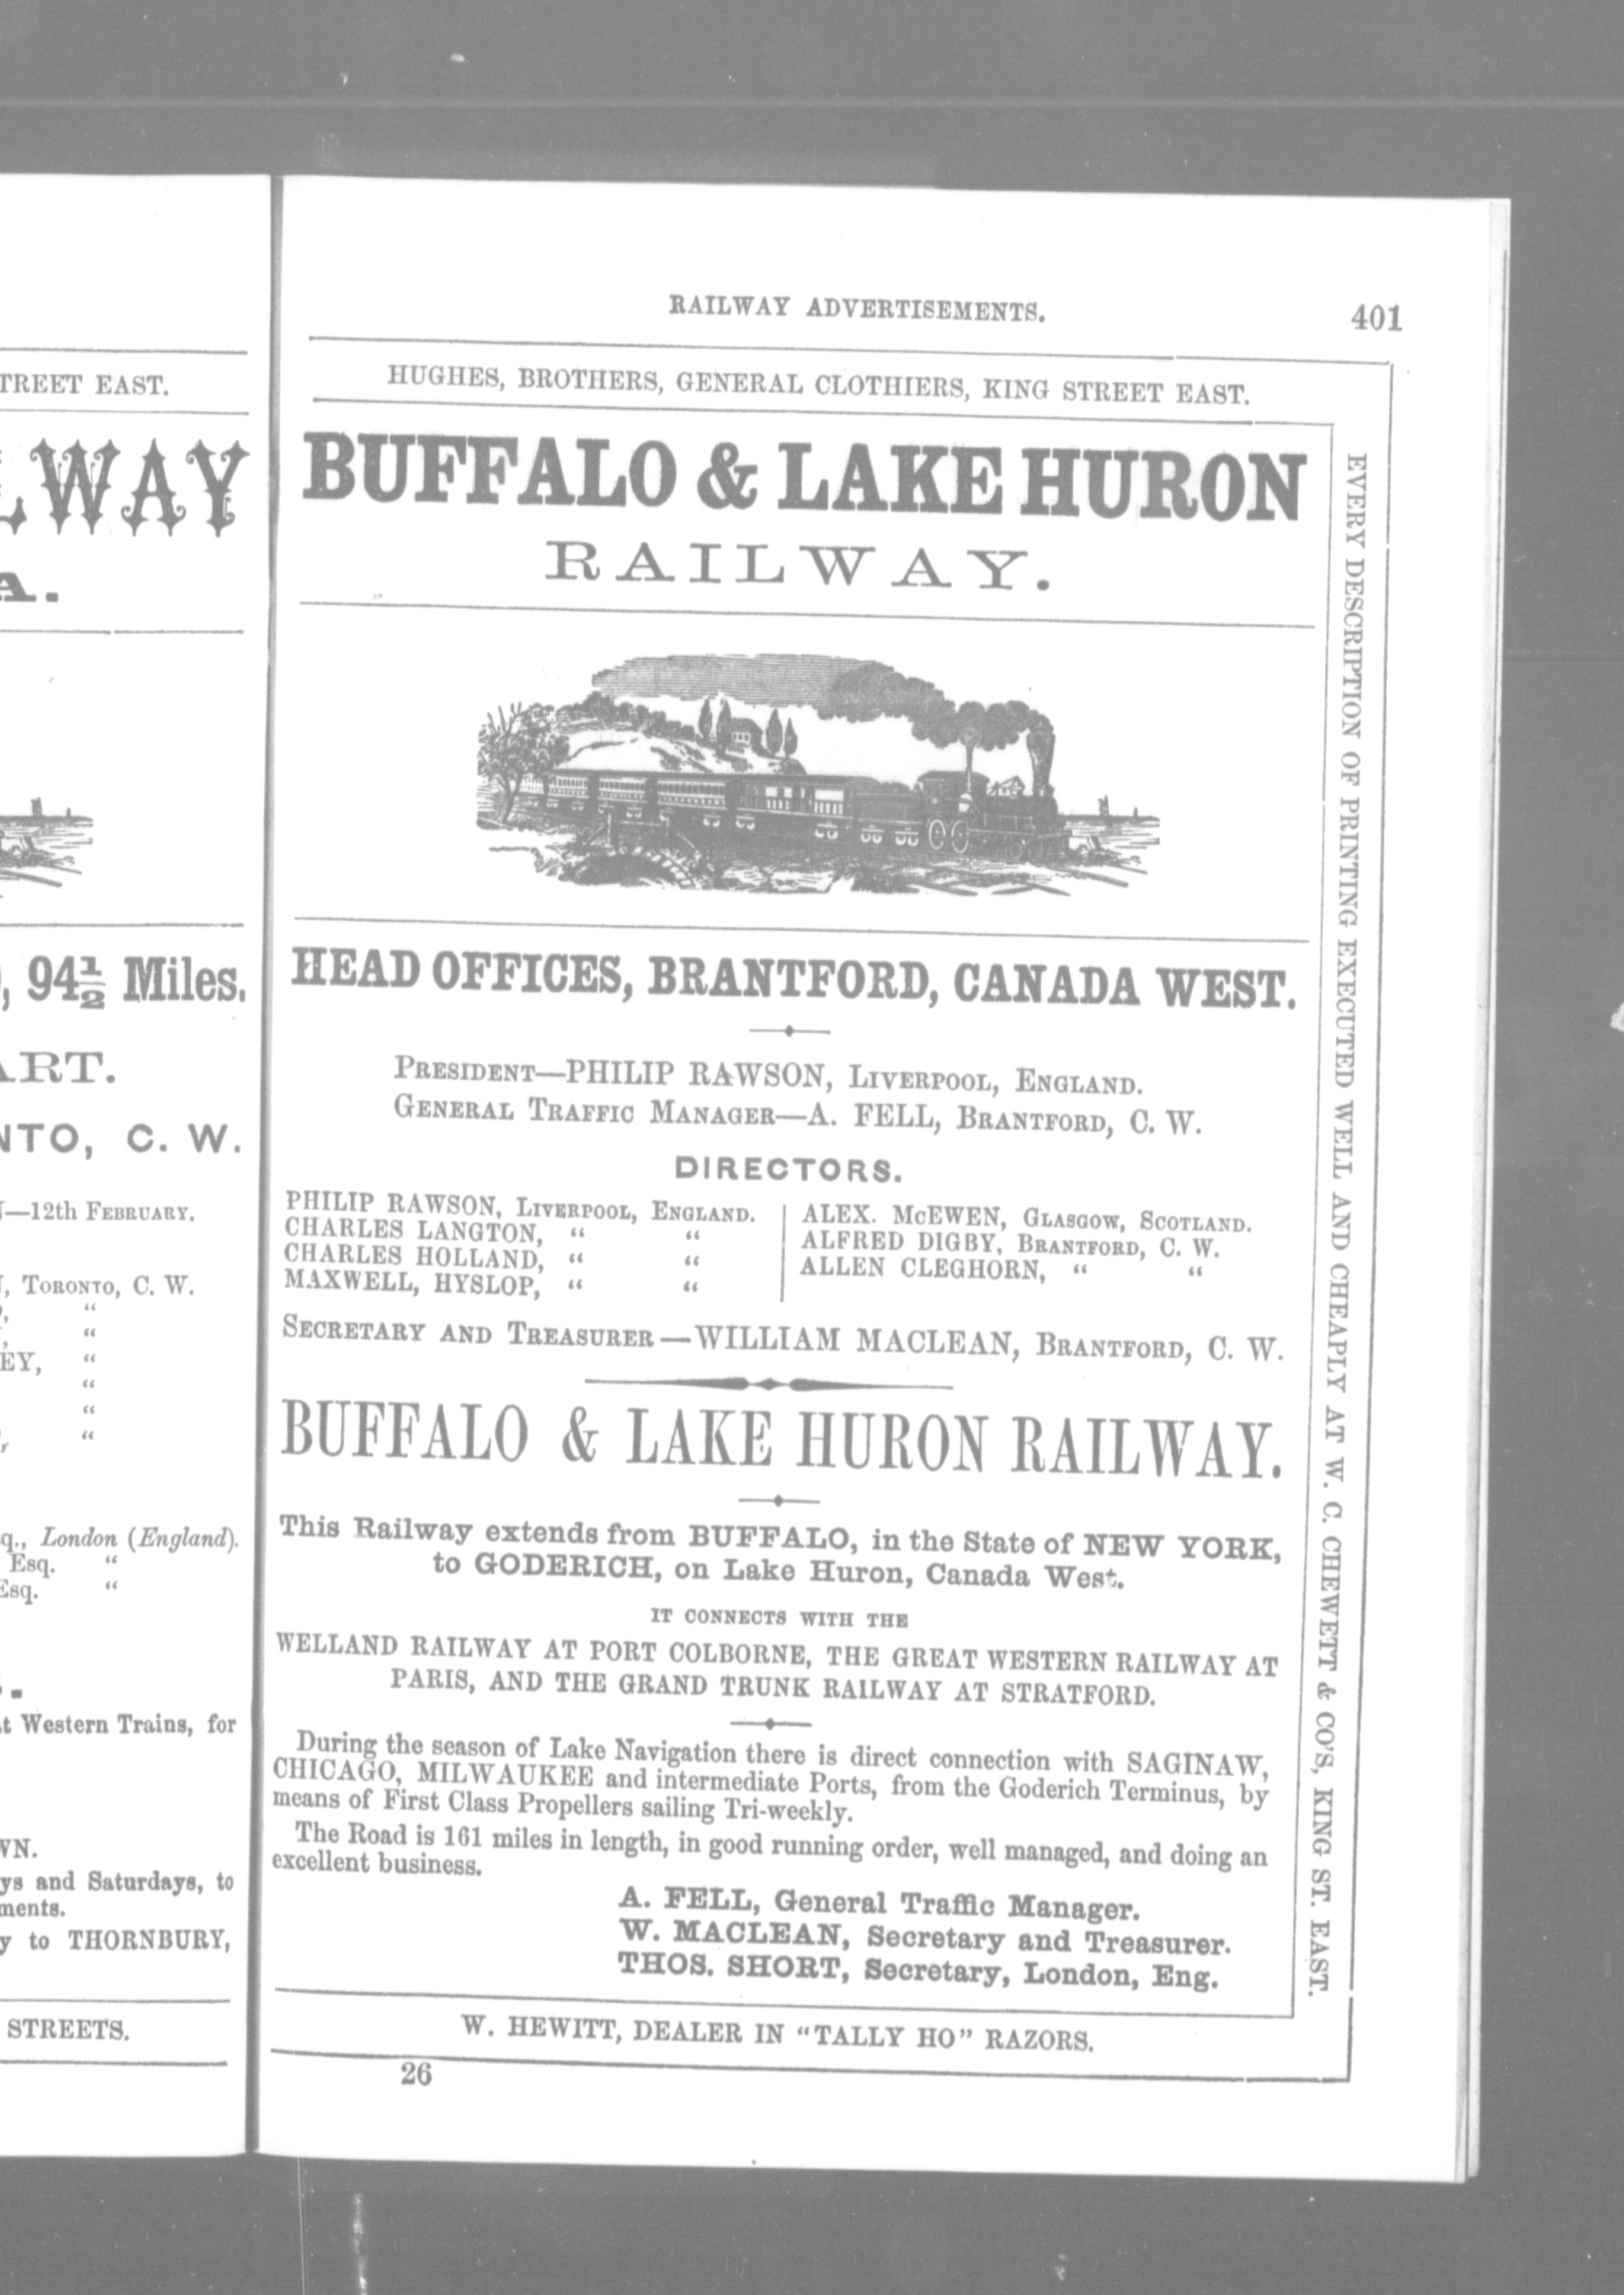 TREET EAST.
LWAY
A.
, 94½ Miles.
ART.
NTO, C. W.
—12th FEBRUARY.
, TORONTO, C. W.
“
“
EY, “
“
“
“
q., London (England).
Esq. “
Esq. “
t Western Trains, for
WN.
ys and Saturdays, to
ments.
y to THORNBURY,
STREETS.
RAILWAY ADVERTISEMENTS. 401
HUGHES, BROTHERS, GENERAL CLOTHIERS, KING STREET EAST.
BUFFALO & LAKE HURON
RAILWAY.
HEAD OFFICES, BRANTFORD, CANADA WEST.
PRESIDENT—PHILIP RAWSON, LIVERPOOL, ENGLAND.
GENERAL TRAFFIC MANAGER—A. FELL, BRANTFORD, C. W.
DIRECTORS.
PHILIP RAWSON, LIVERPOOL, ENGLAND.
CHARLES LANGTON, “ “
CHARLES HOLLAND, “ “
MAXWELL, HYSLOP, “ “
ALEX. McEWEN, GLASGOW, SCOTLAND.
ALFRED DIGBY, BRANTFORD, C. W.
ALLEN CLEGHORN, “ “
SECRETARY AND TREASURER—WILLIAM MACLEAN, BRANTFORD, C. W.
BUFFALO & LAKE HURON RAILWAY.
This Railway extends from BUFFALO, in the State of NEW YORK,
to GODERICH, on Lake Huron, Canada West.
IT CONNECTS WITH THE
WELLAND RAILWAY AT PORT COLBORNE, THE GREAT WESTERN RAILWAY AT
PARIS, AND THE GRAND TRUNK RAILWAY AT STRATFORD.
During the season of Lake Navigation there is direct connection with SAGINAW,
CHICAGO, MILWAUKEE and intermediate Ports, from the Goderich Terminus, by
means of First Class Propellers sailing Tri-weekly.
The Road is 161 miles in length, in good running order, well managed, and doing an
excellent business.
A. FELL, General Traffic Manager.
W. MACLEAN, Secretary and Treasurer.
THOS. SHORT, Secretary, London, Eng.
W. HEWITT, DEALER IN “TALLY HO” RAZORS.
26
EVERY DESCRIPTION OF PRINTING EXECUTED WELL AND CHEAPLY AT W. C. CHEWETT & CO'S, KING ST. EAST.